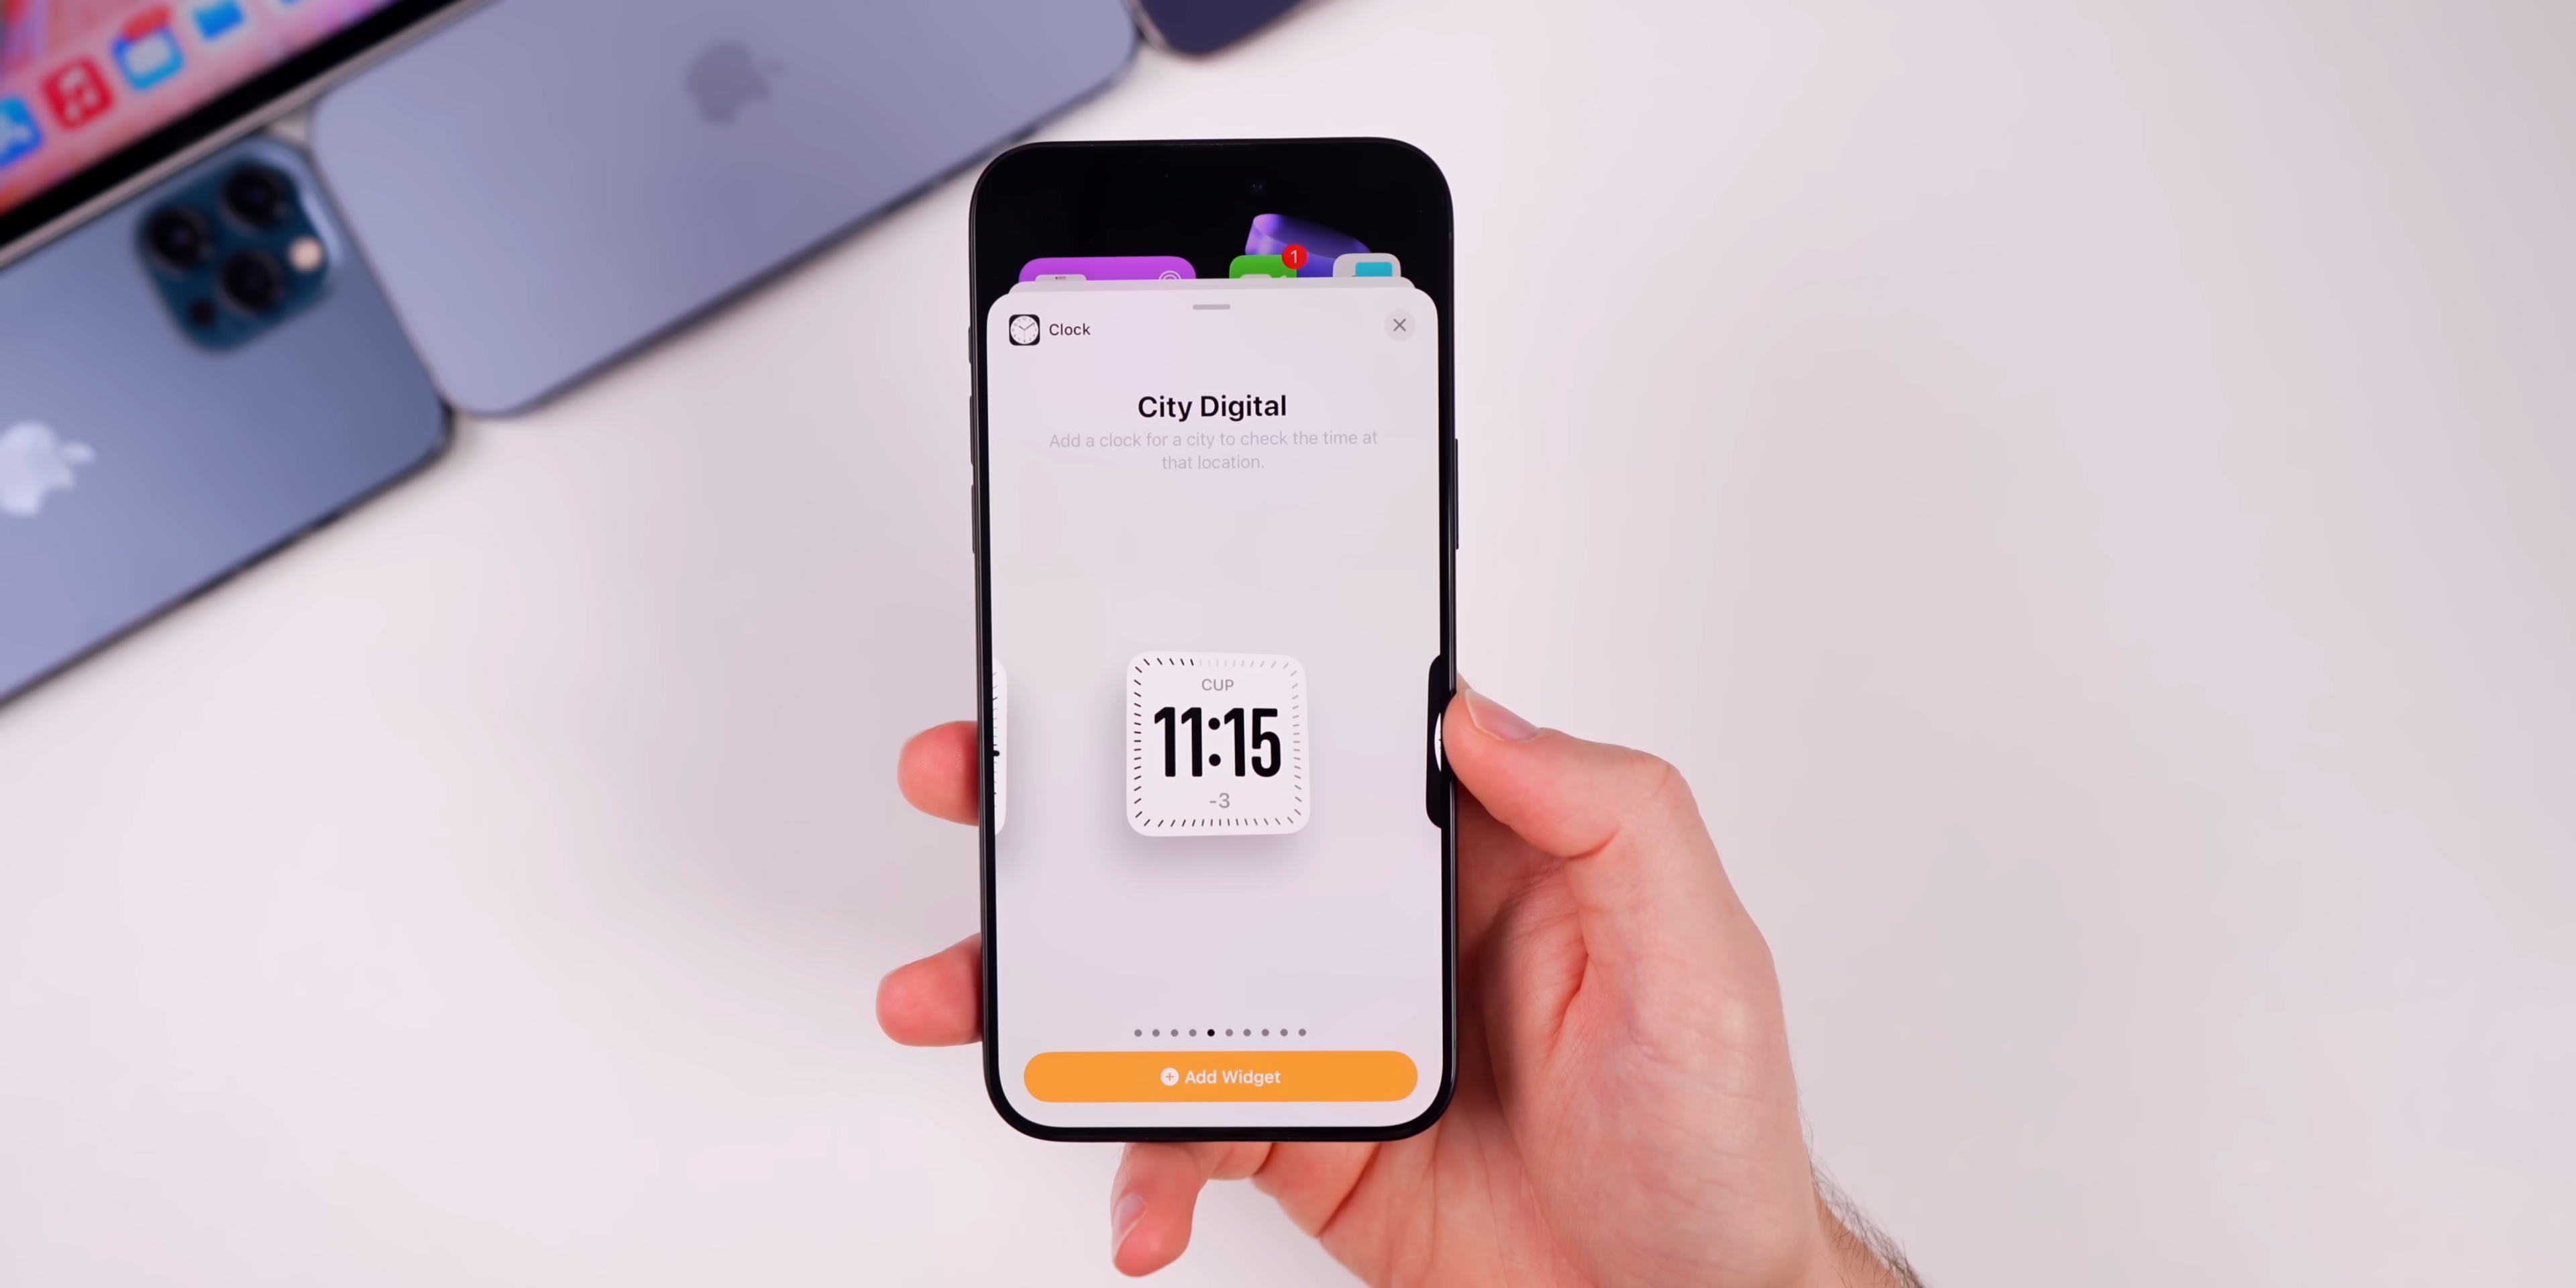 1
Clock
City Digital
Add a clock for a city to check the time at
that location.
CUP
11:15
-3
Add Widget